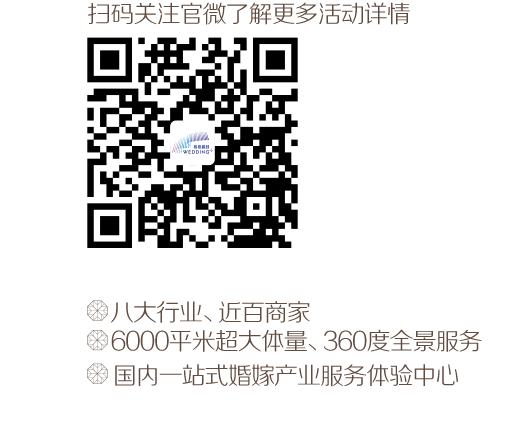 扫码关注官微了解更多活动详情
WEDDING+
八大行业、近百商家
6000平米超大体量、360度全景服务
国内一站式婚嫁产业服务体验中心